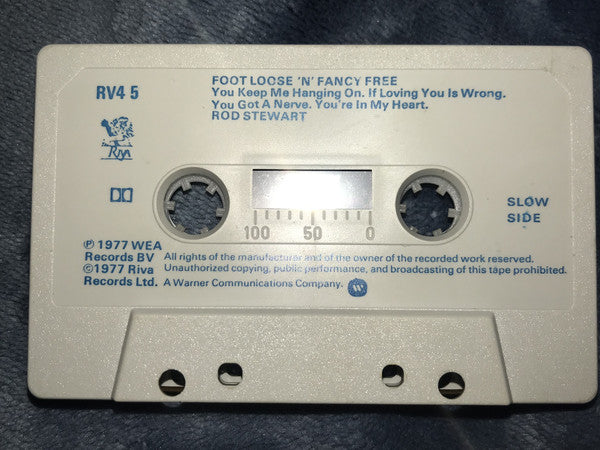 FOOT LOOSE 'N' FANCY FREE
RV4 5
You Keep Me Hanging On. If Loving You Is Wrong.
You Got A Nerve. You're In My Heart.
ROD STEWART
Riva
SLOW
SIDE
100 50 0
℗ 1977 WEA
Records BV
©1977 Riva
Records Ltd.
All rights of the manufacturer and of the owner of the recorded work reserved.
Unauthorized copying, public performance, and broadcasting of this tape prohibited.
A Warner Communications Company.